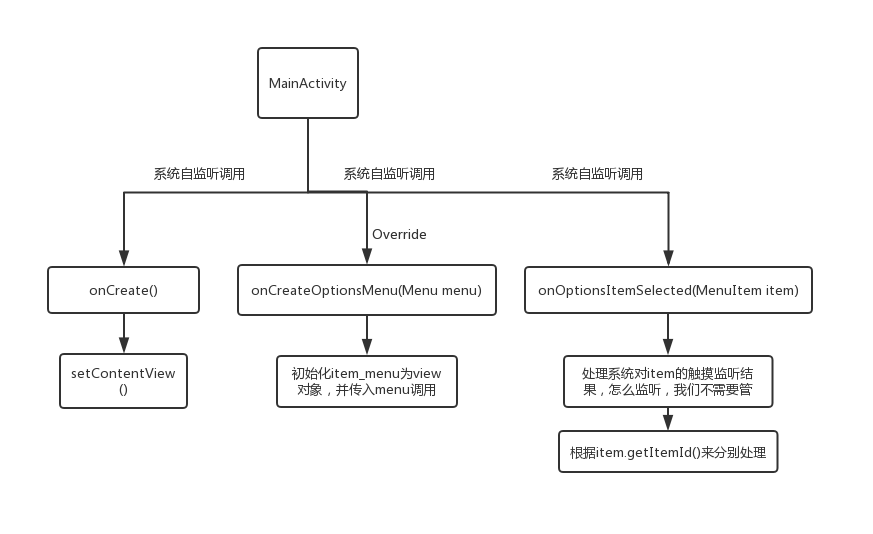 MainActivity
系统自监听调用
系统自监听调用
系统自监听调用
Override
onCreate()
onCreateOptionsMenu(Menu menu)
onOptionsItemSelected(MenuItem item)
setContentView
()
初始化item_menu为view
对象，并传入menu调用
处理系统对item的触摸监听结
果，怎么监听，我们不需要管
根据item.getItemId()来分别处理